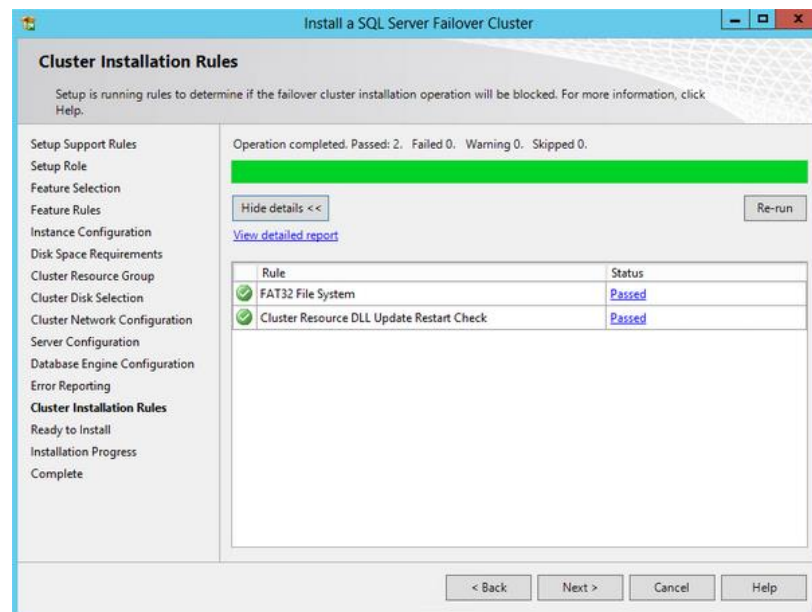 Install a SQL Server Failover Cluster
Cluster Installation Rules
Setup is running rules to determine if the failover cluster installation operation will be blocked. For more information, click
Help.
Setup Support Rules
Setup Role
Feature Selection
Feature Rules
Instance Configuration
Disk Space Requirements
Cluster Resource Group
Cluster Disk Selection
Cluster Network Configuration
Server Configuration
Database Engine Configuration
Error Reporting
Cluster Installation Rules
Ready to Install
Installation Progress
Complete
Operation completed. Passed: 2. Failed 0. Warning 0. Skipped 0.
Hide details <<
Re-run
View detailed report
Rule Status
FAT32 File System Passed
Cluster Resource DLL Update Restart Check Passed
< Back Next > Cancel Help